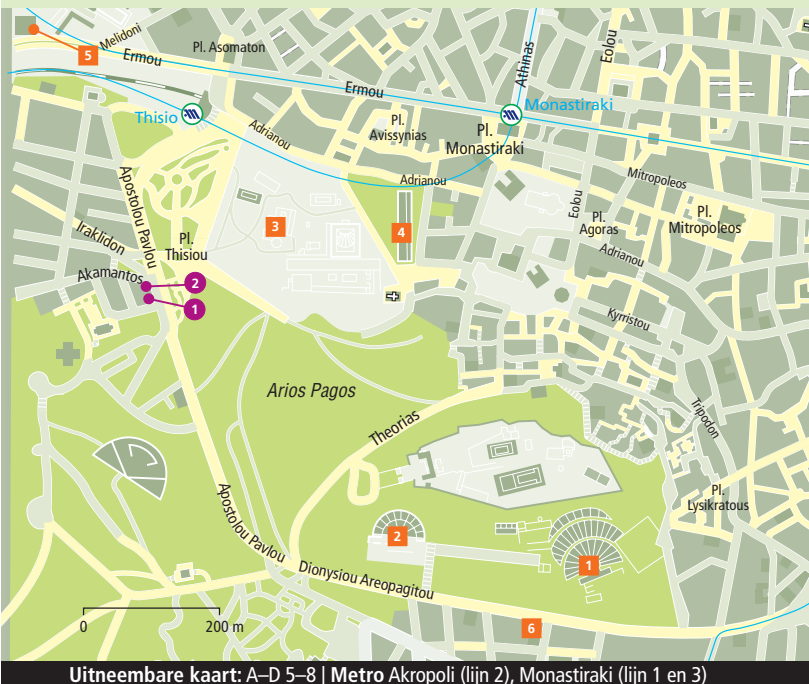 Melidoni
Pl. Asomaton
5
Ermou
Athinas
Eolou
Ermou
Thisio
Monastiraki
Pl.
Avissynias
Pl.
Monastiraki
Adrianou
Adrianou
Mitropoleos
Apostolou Pavlou
3
4
Eolou
Pl.
Agoras
Pl.
Mitropoleos
Iraklidon
Pl.
Thisiou
Adrianou
Akamantos
2
1
Kyrristou
Arios Pagos
Theorias
Tripodon
Pl.
Lysikratous
Apostolou Pavlou
2
1
Dionysiou Areopagitou
6
0 200 m
Uitneembare kaart: A–D 5–8 | Metro Akropoli (lijn 2), Monastiraki (lijn 1 en 3)